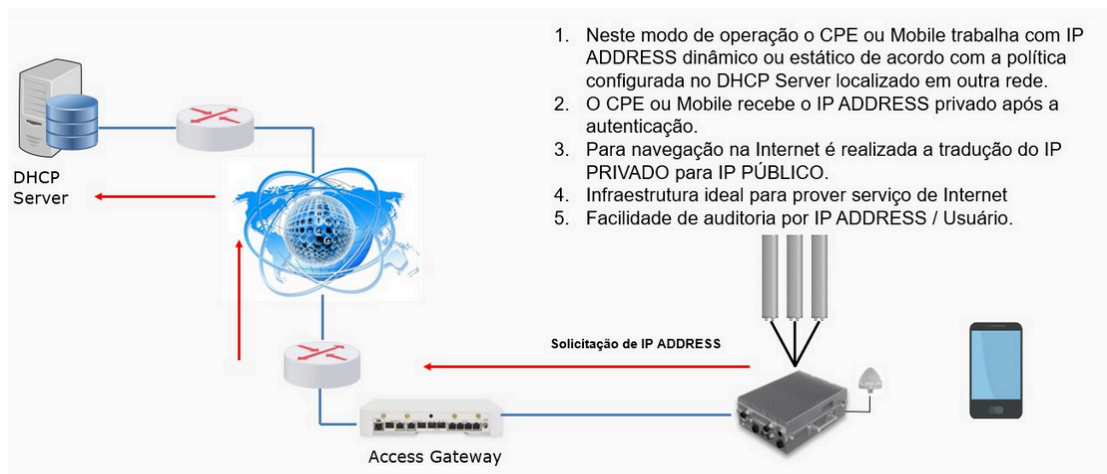 1. Neste modo de operação o CPE ou Mobile trabalha com IP
ADDRESS dinâmico ou estático de acordo com a política
configurada no DHCP Server localizado em outra rede.
2. O CPE ou Mobile recebe o IP ADDRESS privado após a
autenticação.
3. Para navegação na Internet é realizada a tradução do IP
PRIVADO para IP PÚBLICO.
4. Infraestrutura ideal para prover serviço de Internet
5. Facilidade de auditoria por IP ADDRESS / Usuário.
DHCP
Server
Solicitação de IP ADDRESS
Access Gateway